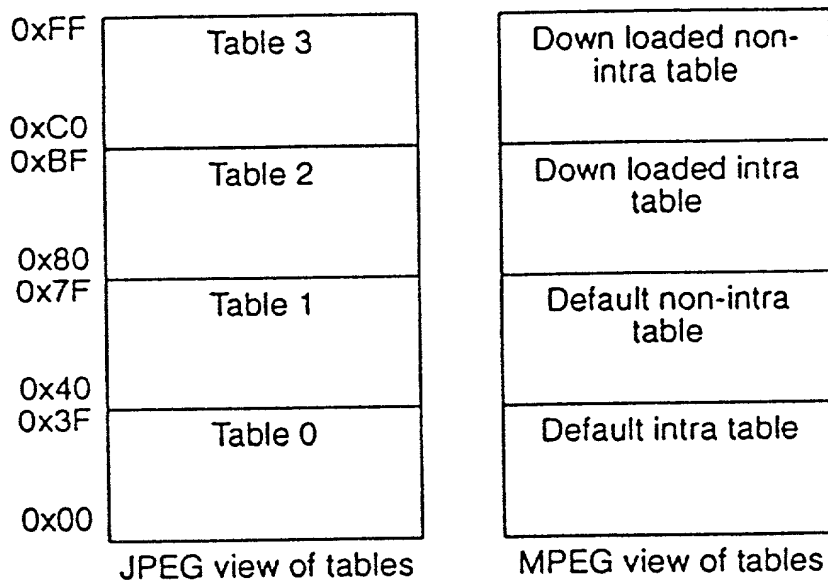 0xFF
Table 3
0xC0
0xBF
Table 2
0x80
0x7F
Table 1
0x40
0x3F
Table 0
0x00
JPEG view of tables
Down loaded non-
intra table
Down loaded intra
table
Default non-intra
table
Default intra table
MPEG view of tables